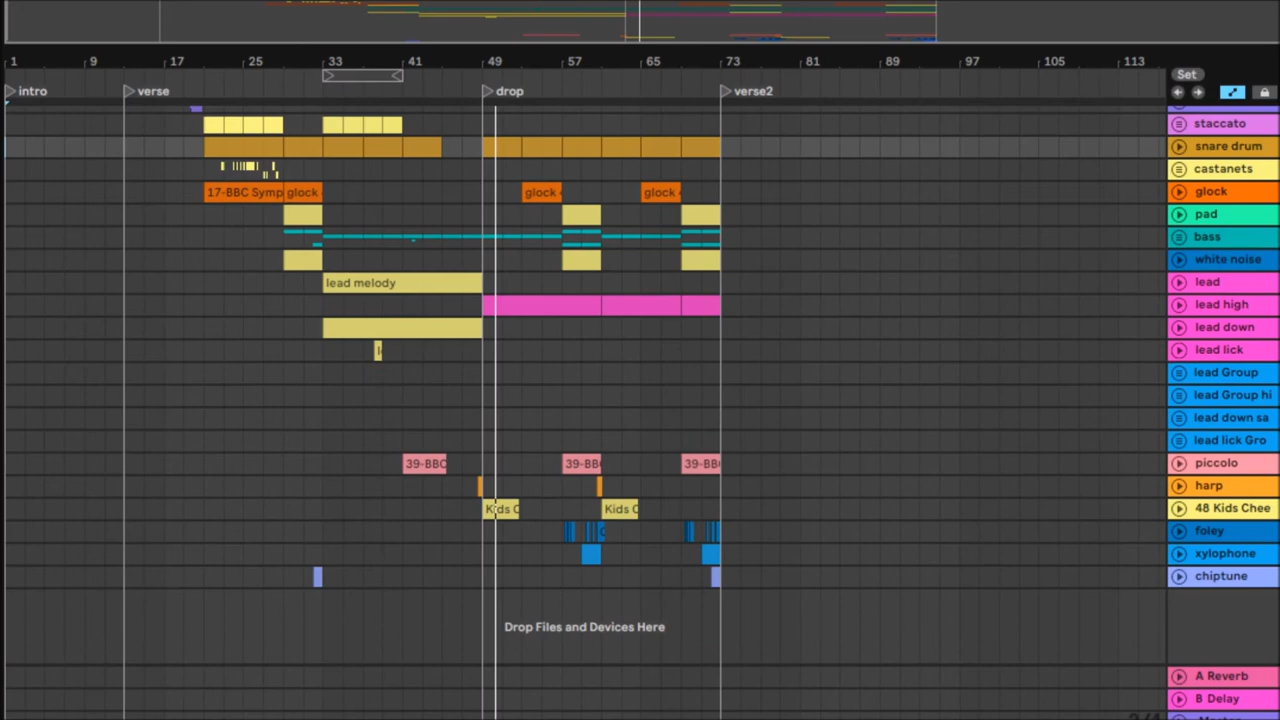 1 9 17 25 33 41 49 57 65 73 81 89 97 105 113
Set
intro verse drop verse2
staccato
snare drum
castanets
17-BBC Symp glock glock glock glock
pad
bass
white noise
lead melody lead
lead high
lead down
lead lick
lead Group
lead Group hi
lead down sa
lead lick Gro
39-BBC 39-BB 39-BB piccolo
harp
Kids C Kids C 48 Kids Chee
foley
xylophone
chiptune
Drop Files and Devices Here
A Reverb
B Delay